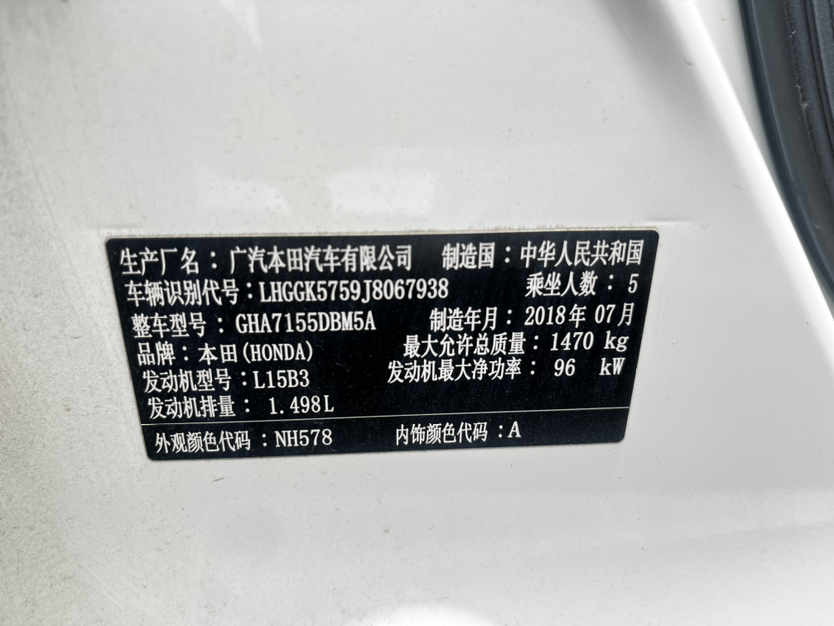 生产厂名：广汽本田汽车有限公司 制造国：中华人民共和国
车辆识别代号：LHGGK5759J8067938 乘坐人数：5
整车型号：GHA7155DBM5A 制造年月：2018年07月
品牌：本田(HONDA) 最大允许总质量：1470 kg
发动机型号：L15B3 发动机最大净功率：96 kW
发动机排量：1.498L
外观颜色代码：NH578 内饰颜色代码：A